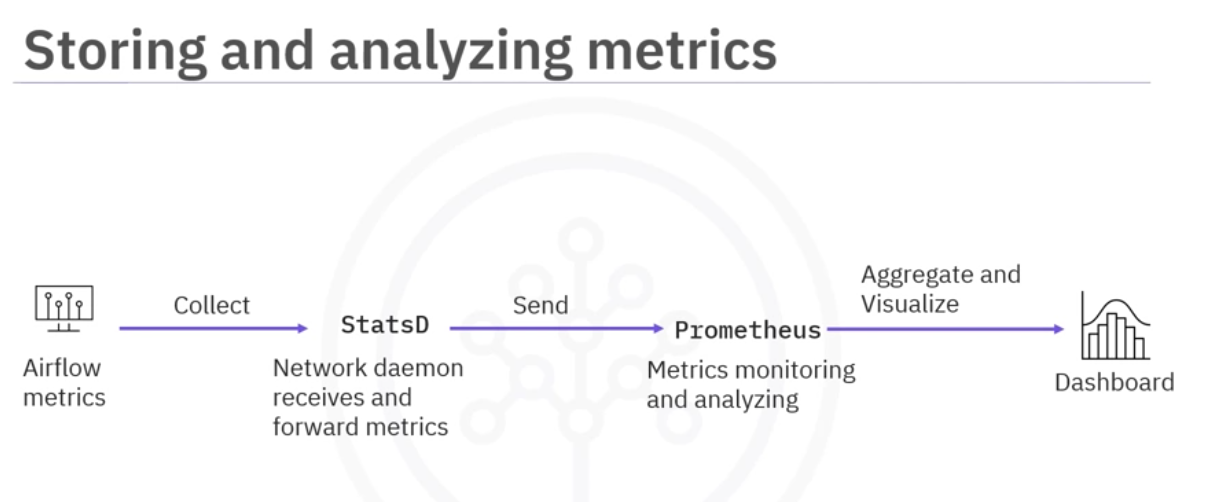 Storing and analyzing metrics
Airflow
metrics
Collect
StatsD
Network daemon
receives and
forward metrics
Send
Prometheus
Metrics monitoring
and analyzing
Aggregate and
Visualize
Dashboard